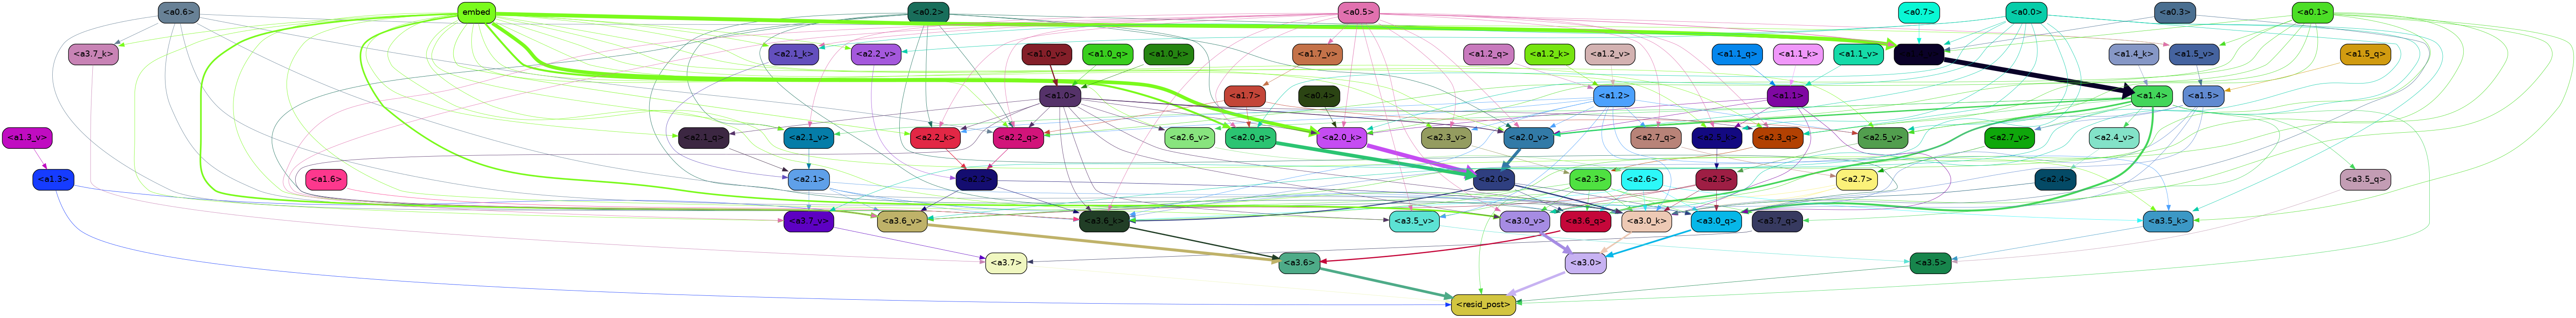 <a0.6> embed <a0.2> <a0.5> <a0.7> <a0.0> <a0.3> <a0.1>
<a3.7_k> <a2.1_k> <a2.2_v> <a1.0_v> <a1.0_q> <a1.0_k> <a1.7_v> <a1.2_q> <a1.2_k> <a1.2_v> <a1.1_q> <a1.1_k> <a1.1_v> <a1.4_k> <a1.5_v> <a1.5_q>
<a1.0> <a1.7> <a0.4> <a1.2> <a1.1> <a1.4> <a1.5>
<a1.3_v> <a2.1_q> <a2.1_v> <a2.2_k> <a2.2_q> <a2.6_v> <a2.0_q> <a2.0_k> <a2.3_v> <a2.0_v> <a2.7_q> <a2.5_k> <a2.3_q> <a2.5_v> <a2.7_v> <a2.4_v>
<a1.3> <a1.6> <a2.1> <a2.2> <a2.0> <a2.3> <a2.6> <a2.5> <a2.7> <a2.4> <a3.5_q>
<a3.7_v> <a3.6_v> <a3.6_k> <a3.5_v> <a3.0_v> <a3.6_q> <a3.0_k> <a3.0_q> <a3.7_q> <a3.5_k>
<a3.7> <a3.6> <a3.0> <a3.5>
<resid_post>